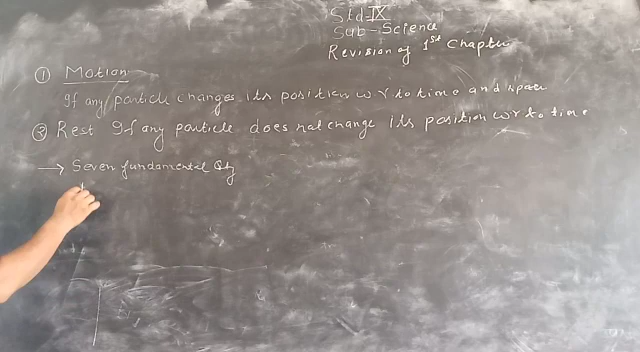 Std-IX
Sub-Science
Revision of 1st Chapter
① Motion
If any particle changes its position w r to time and space
② Rest If any particle does not change its position w r to time
→ Seven fundamental Qty